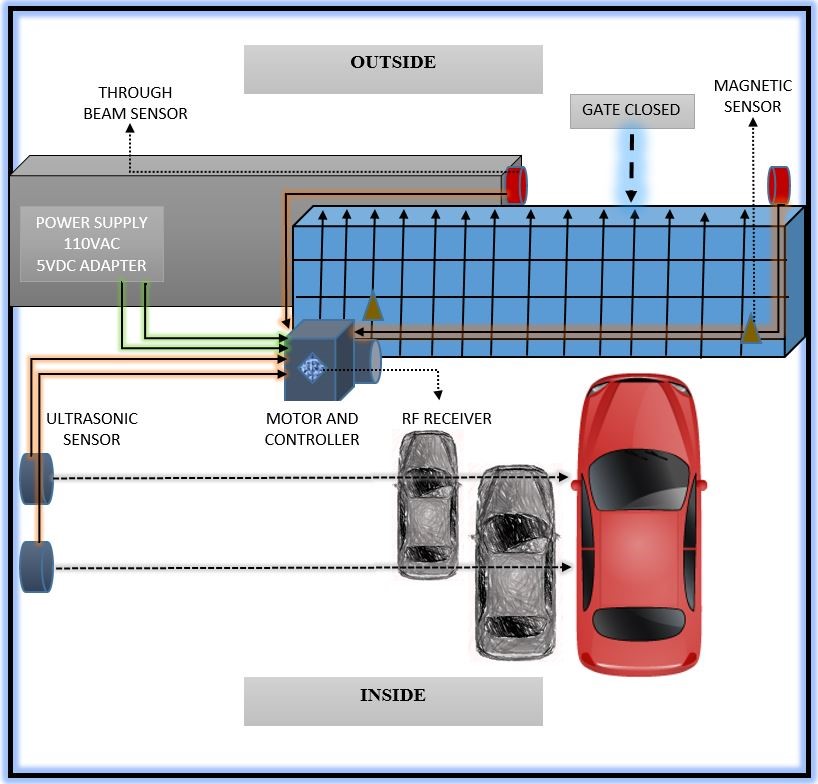 OUTSIDE
THROUGH
BEAM SENSOR
GATE CLOSED
MAGNETIC
SENSOR
POWER SUPPLY
110VAC
5VDC ADAPTER
ULTRASONIC
SENSOR
MOTOR AND
CONTROLLER
RF RECEIVER
INSIDE